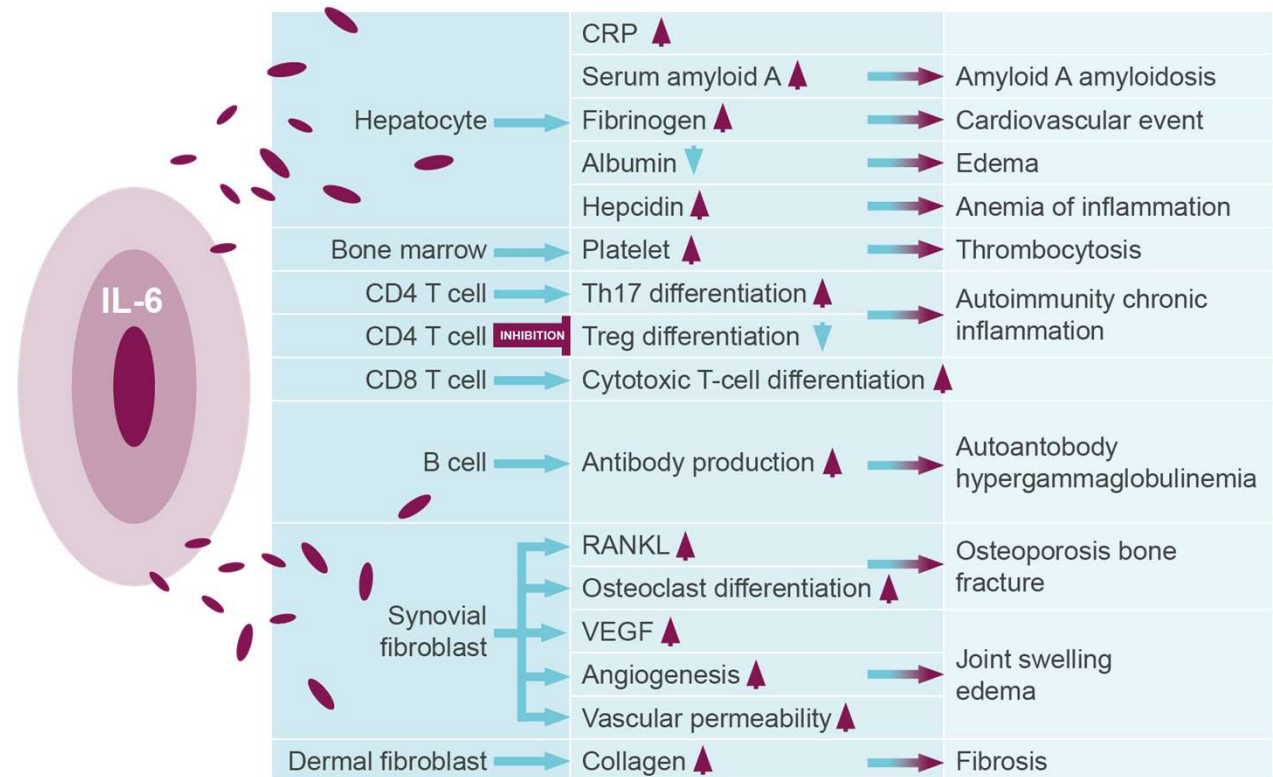 IL-6
CRP
Hepatocyte
Serum amyloid A
Amyloid A amyloidosis
Fibrinogen
Cardiovascular event
Albumin
Edema
Hepcidin
Anemia of inflammation
Bone marrow
Platelet
Thrombocytosis
CD4 T cell
Th17 differentiation
Autoimmunity chronic
inflammation
CD4 T cell
INHIBITION
Treg differentiation
CD8 T cell
Cytotoxic T-cell differentiation
B cell
Antibody production
Autoantobody
hypergammaglobulinemia
Synovial
fibroblast
RANKL
Osteoclast differentiation
Osteoporosis bone
fracture
VEGF
Angiogenesis
Vascular permeability
Joint swelling
edema
Dermal fibroblast
Collagen
Fibrosis